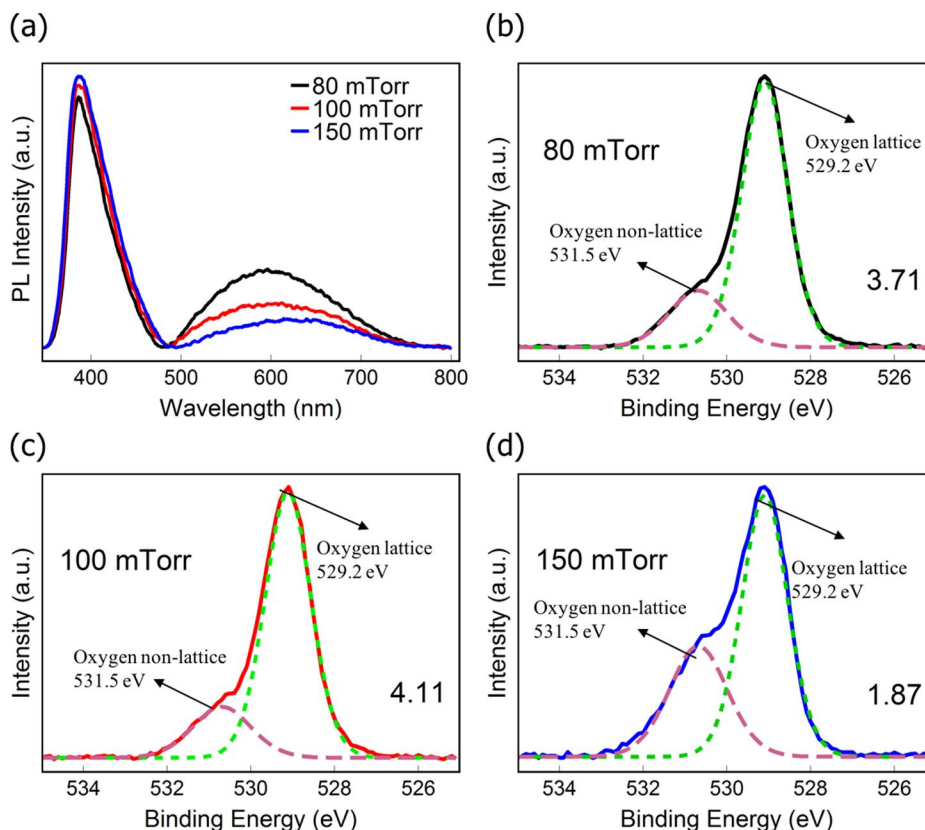 (a)
PL Intensity (a.u.)
80 mTorr
100 mTorr
150 mTorr
400 500 600 700 800
Wavelength (nm)
(b)
Intensity (a.u.)
80 mTorr
Oxygen lattice
529.2 eV
Oxygen non-lattice
531.5 eV
3.71
534 532 530 528 526
Binding Energy (eV)
(c)
Intensity (a.u.)
100 mTorr
Oxygen lattice
529.2 eV
Oxygen non-lattice
531.5 eV
4.11
534 532 530 528 526
Binding Energy (eV)
(d)
Intensity (a.u.)
150 mTorr
Oxygen lattice
529.2 eV
Oxygen non-lattice
531.5 eV
1.87
534 532 530 528 526
Binding Energy (eV)